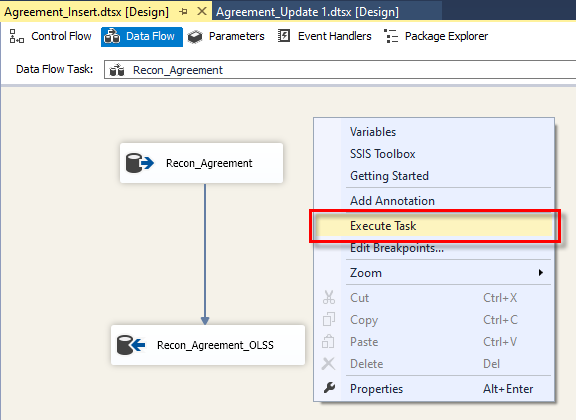 Agreement_Insert.dtsx [Design] Agreement_Update 1.dtsx [Design]
Control Flow Data Flow Parameters Event Handlers Package Explorer
Data Flow Task: Recon_Agreement
Variables
SSIS Toolbox
Getting Started
Add Annotation
Execute Task
Edit Breakpoints...
Zoom
Cut Ctrl+X
Copy Ctrl+C
Paste Ctrl+V
Delete Del
Properties Alt+Enter
Recon_Agreement
Recon_Agreement_OLSS